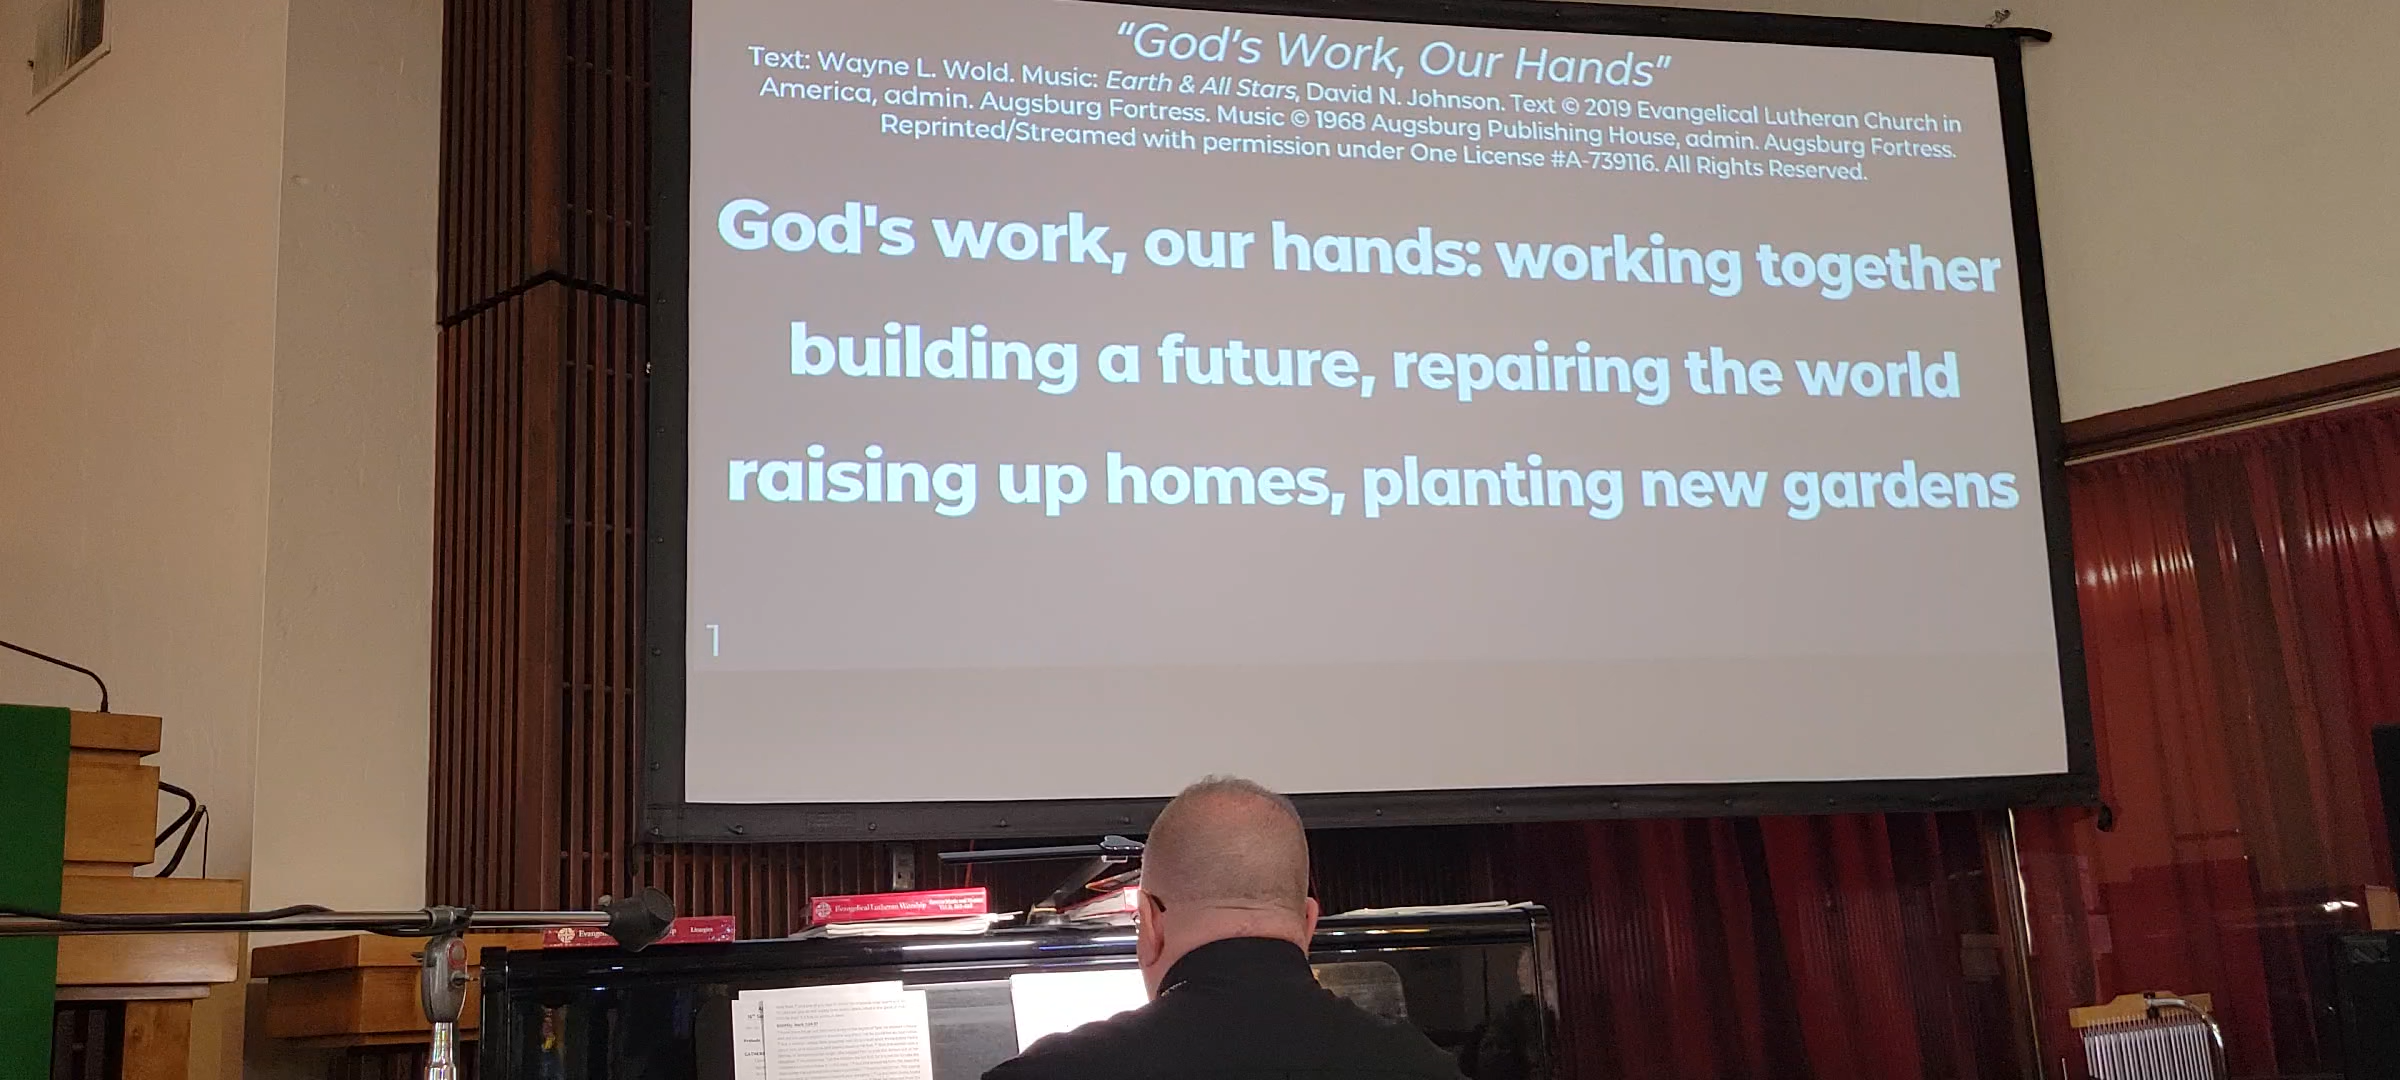 “God's Work, Our Hands”
Text: Wayne L. Wold. Music: Earth & All Stars, David N. Johnson. Text © 2019 Evangelical Lutheran Church in
America, admin. Augsburg Fortress. Music © 1968 Augsburg Publishing House, admin. Augsburg Fortress.
Reprinted/Streamed with permission under One License #A-739116. All Rights Reserved.
God's work, our hands: working together
building a future, repairing the world
raising up homes, planting new gardens
1
Evangelical Lutheran Worship
Liturgies